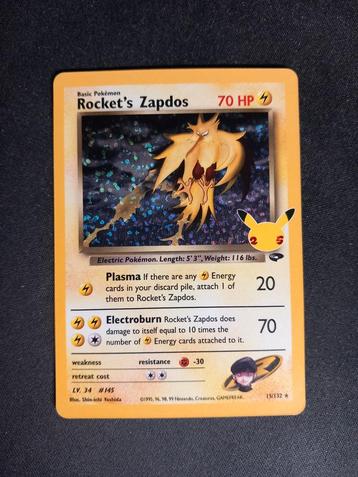 Basic Pokémon
Rocket's Zapdos 70 HP
25
Electric Pokémon. Length: 5' 3", Weight: 116 lbs.
Plasma If there are any Energy
cards in your discard pile, attach 1 of
them to Rocket's Zapdos.
20
Electroburn Rocket's Zapdos does
damage to itself equal to 10 times the
number of Energy cards attached to it.
70
weakness resistance -30
retreat cost
LV. 34 #145
Illus. Shin-ichi Yoshida ©1995, 96, 98, 99 Nintendo, Creatures, GAMEFREAK. 15/132